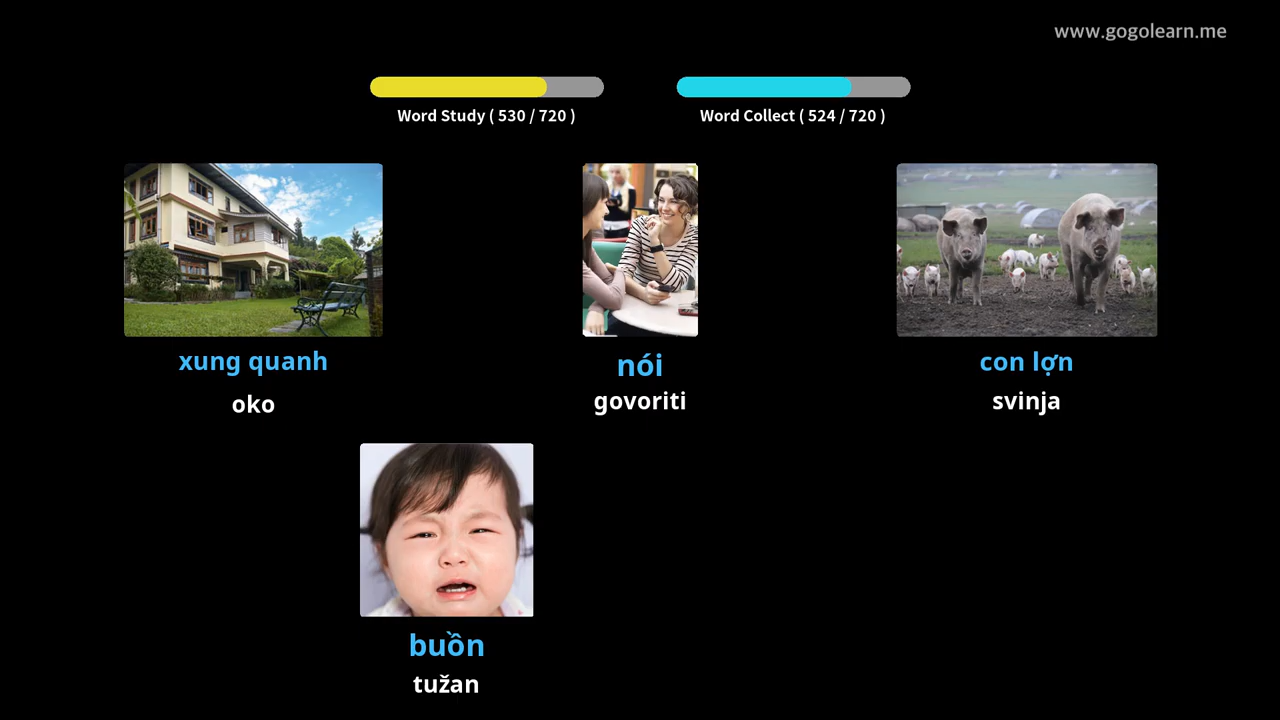 www.gogolearn.me
Word Study ( 530 / 720 )
Word Collect ( 524 / 720 )
xung quanh
oko
nói
govoriti
con lợn
svinja
buồn
tužan